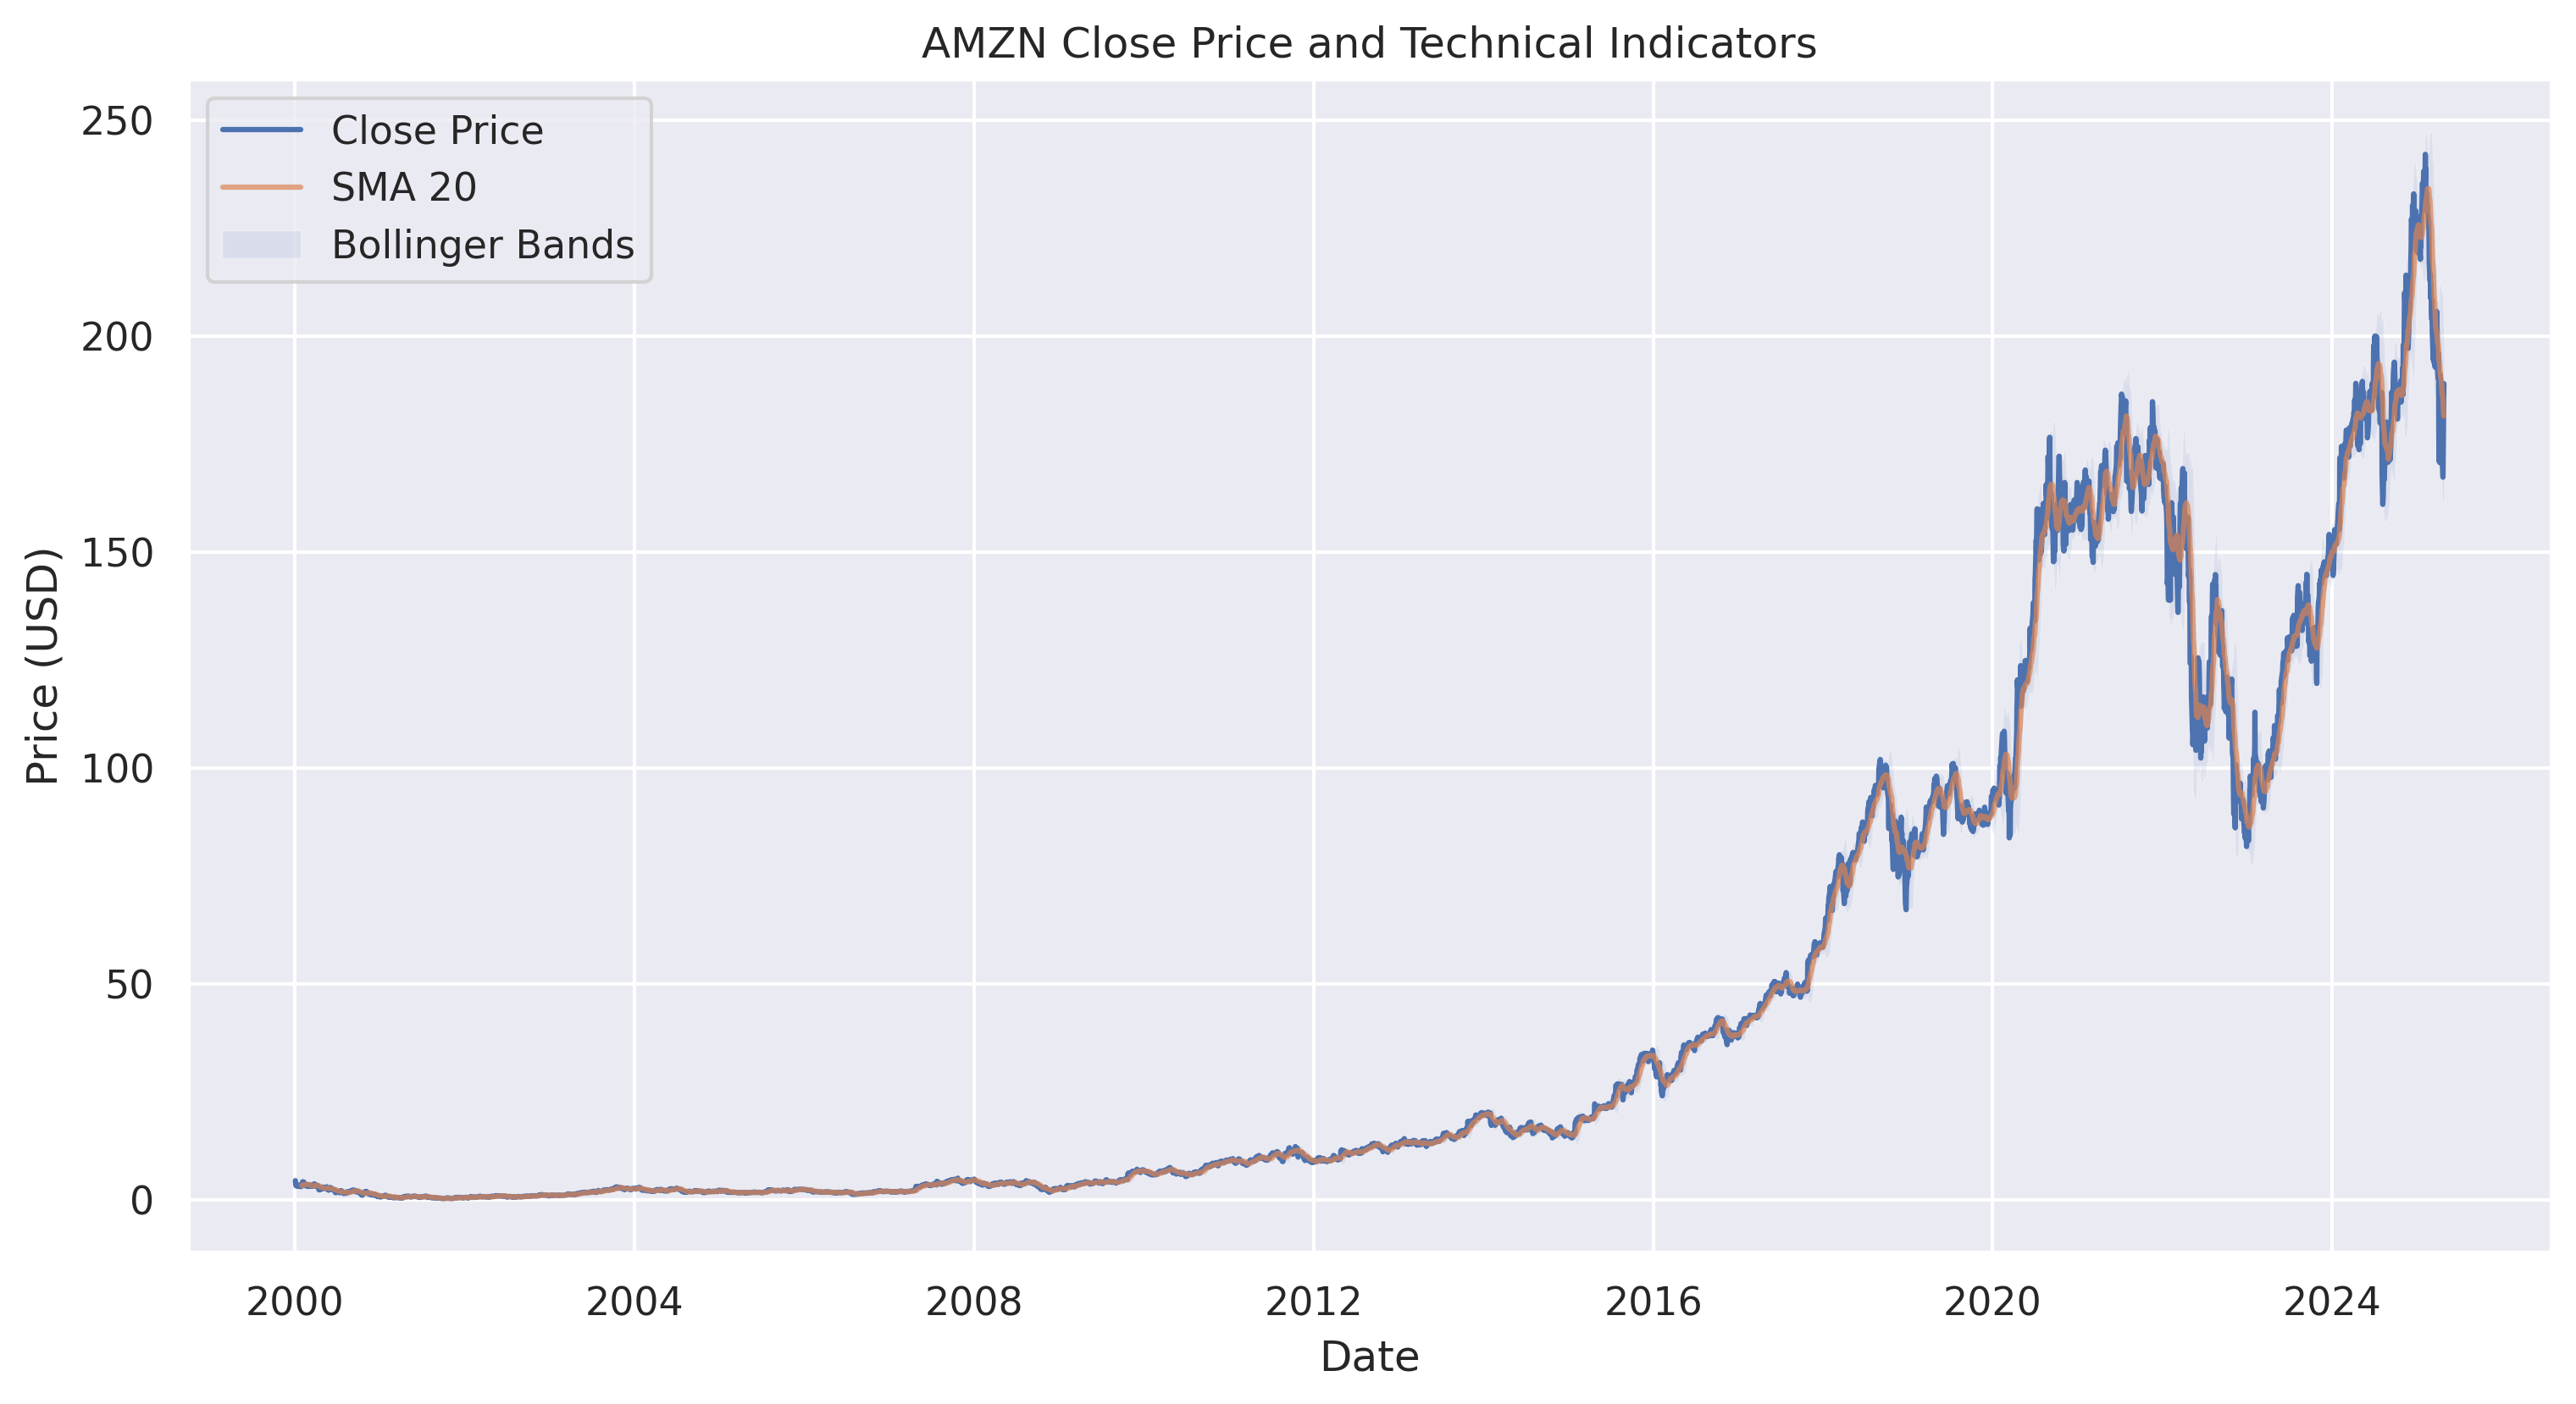 AMZN Close Price and Technical Indicators
Close Price
SMA 20
Bollinger Bands
Price (USD)
250
200
150
100
50
0
2000 2004 2008 2012 2016 2020 2024
Date